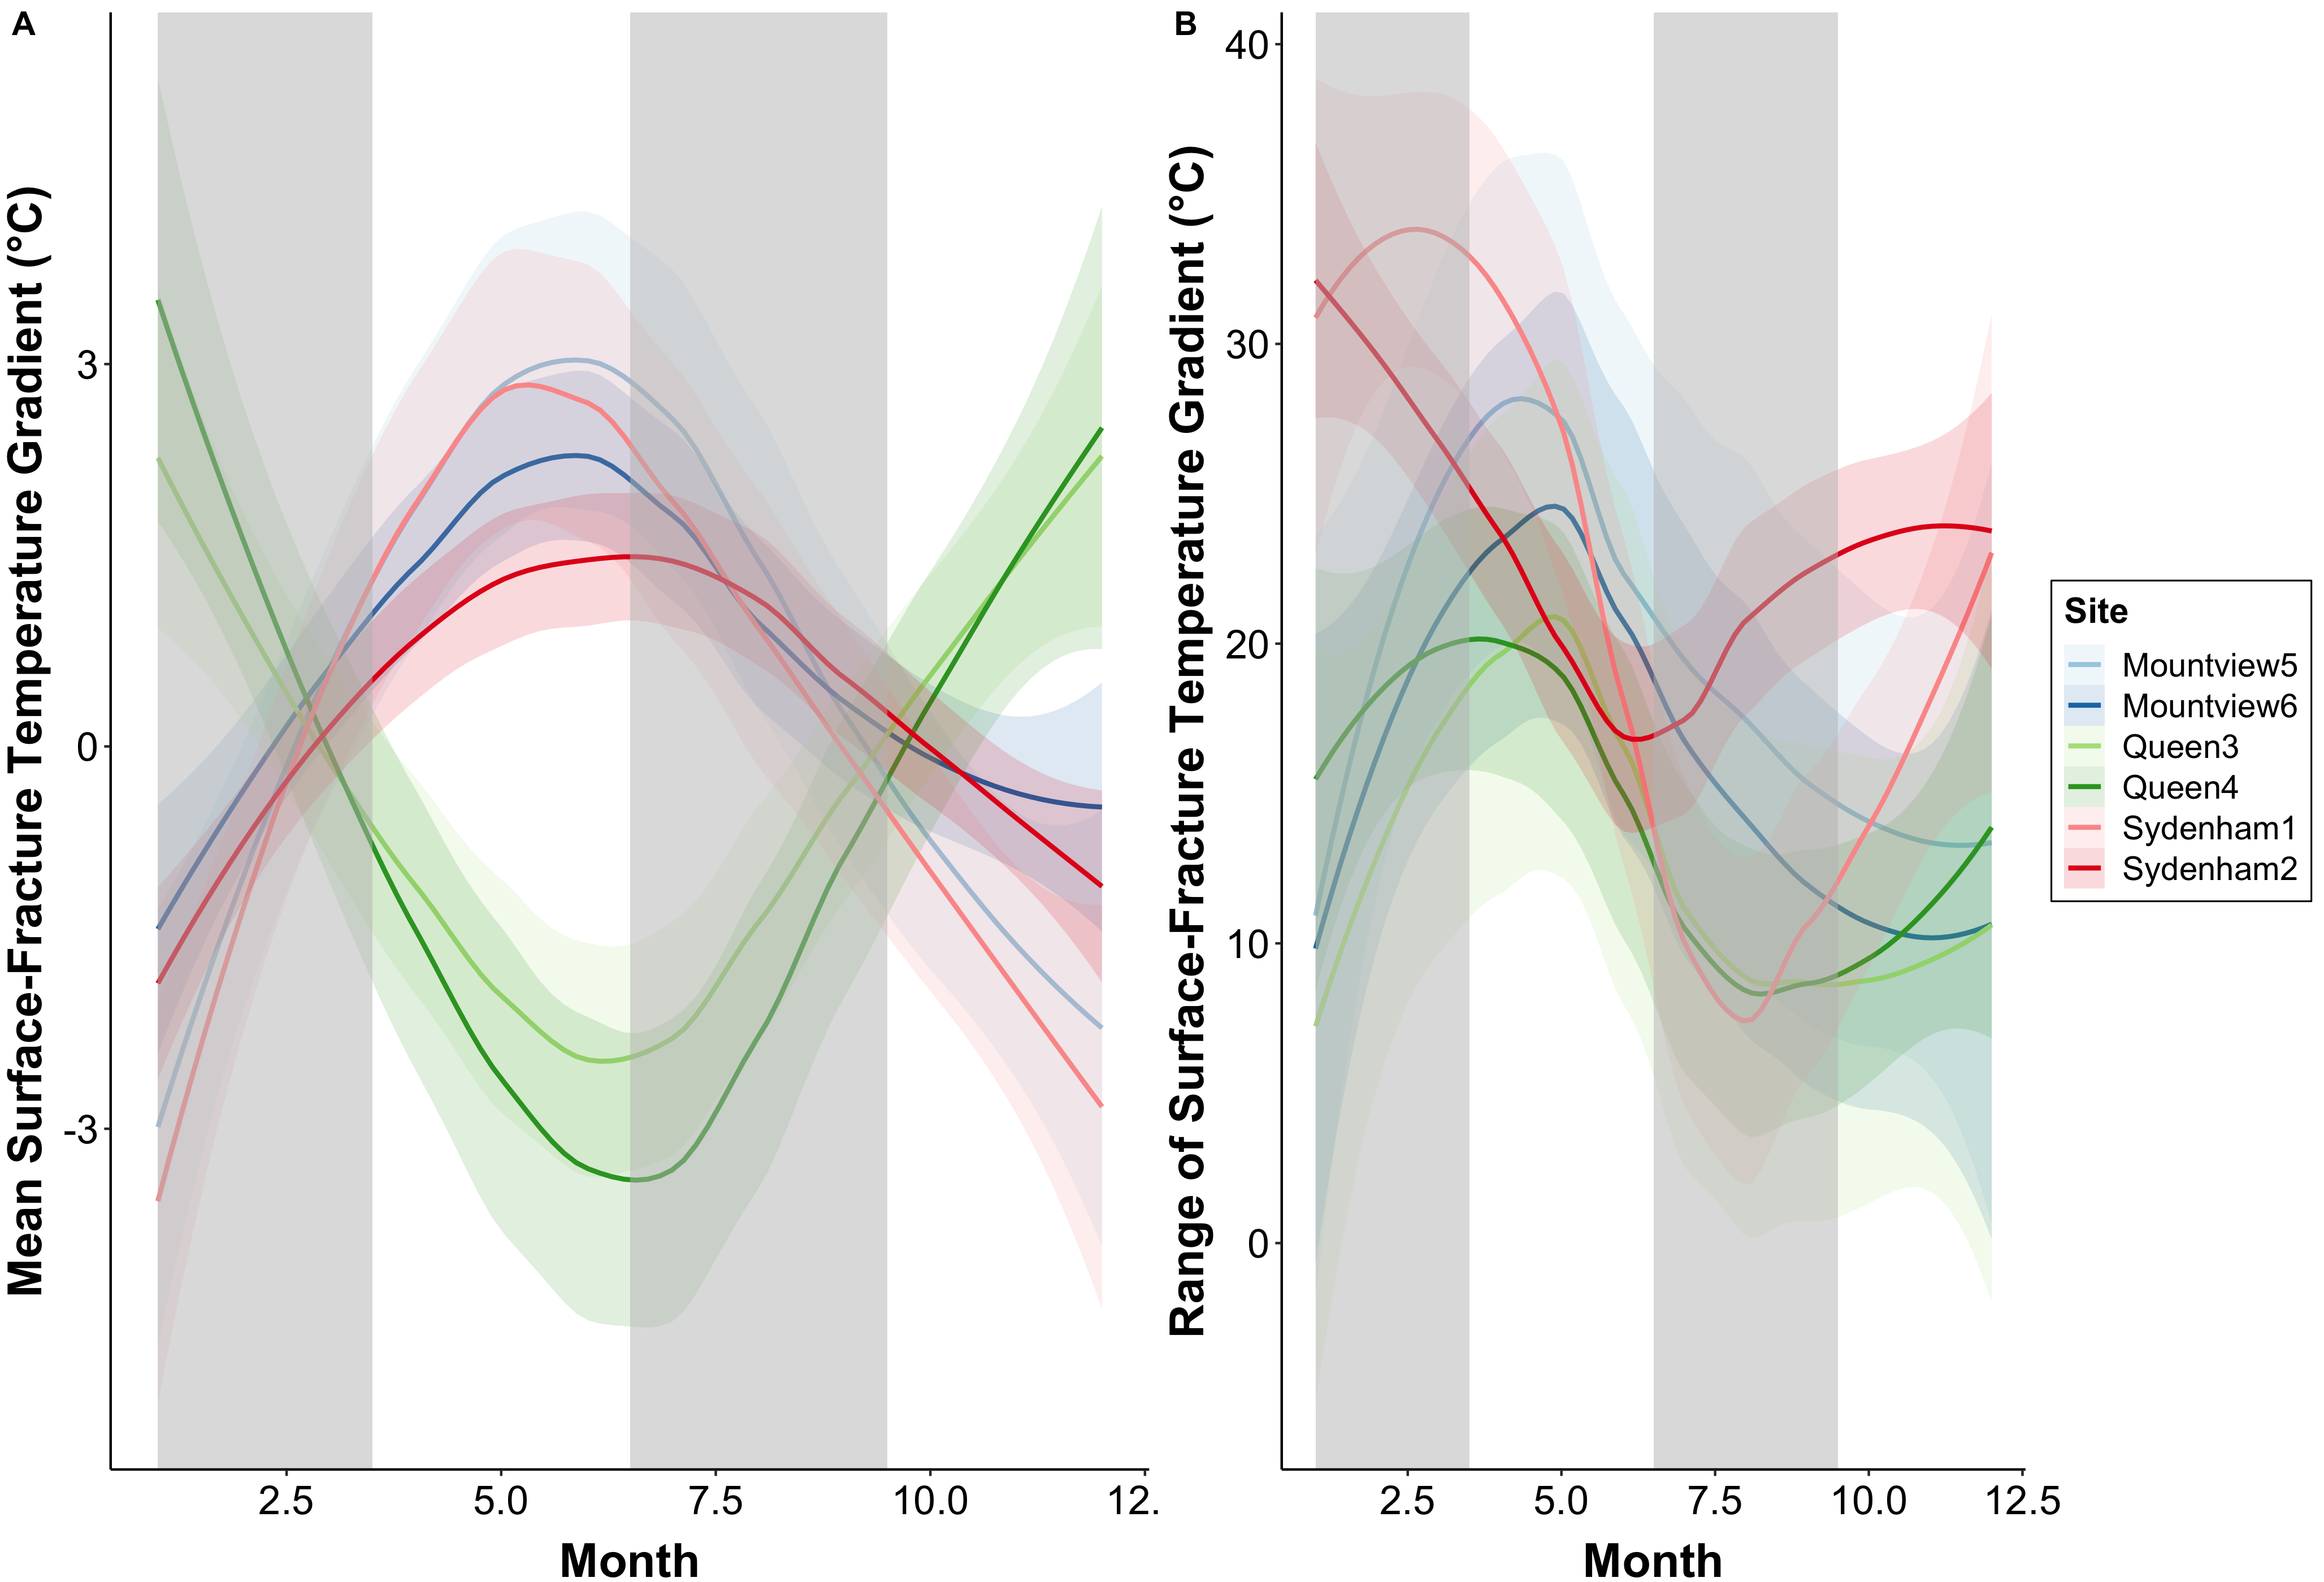 A
Mean Surface-Fracture Temperature Gradient (°C)
3
0
-3
2.5
5.0
7.5
10.0
12.
Month
B
Range of Surface-Fracture Temperature Gradient (°C)
40
30
20
10
0
2.5
5.0
7.5
10.0
12.5
Month
Site
Mountview5
Mountview6
Queen3
Queen4
Sydenham1
Sydenham2